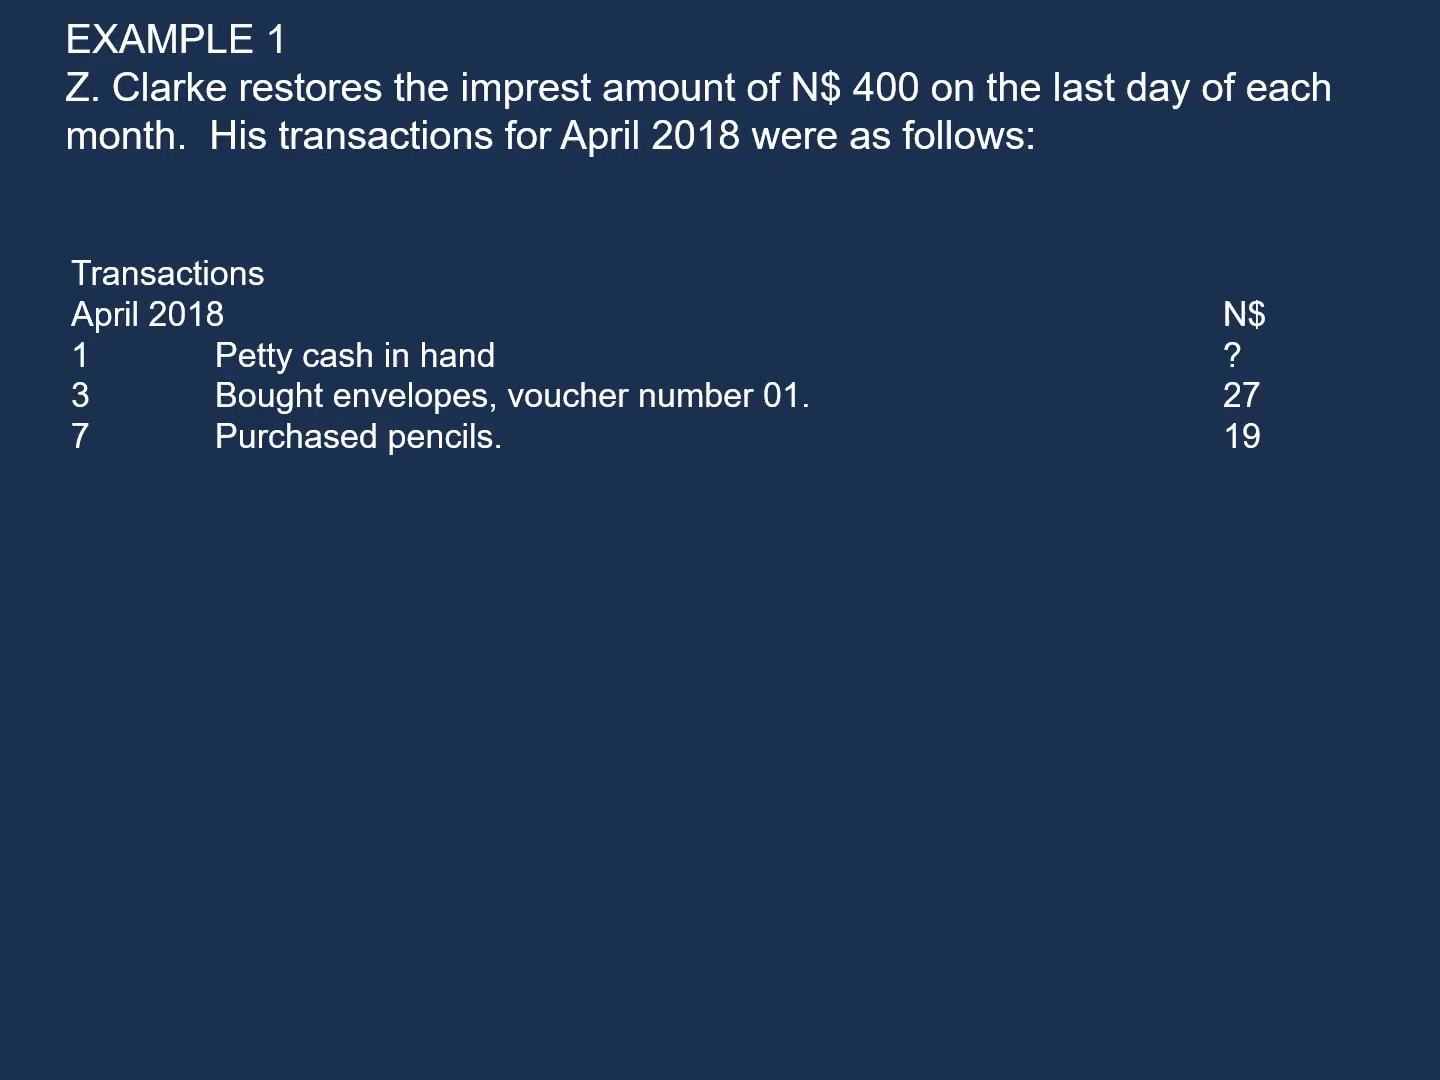 EXAMPLE 1
Z. Clarke restores the imprest amount of N$ 400 on the last day of each
month.  His transactions for April 2018 were as follows:
Transactions
April 2018 N$
1 Petty cash in hand ?
3 Bought envelopes, voucher number 01. 27
7 Purchased pencils. 19